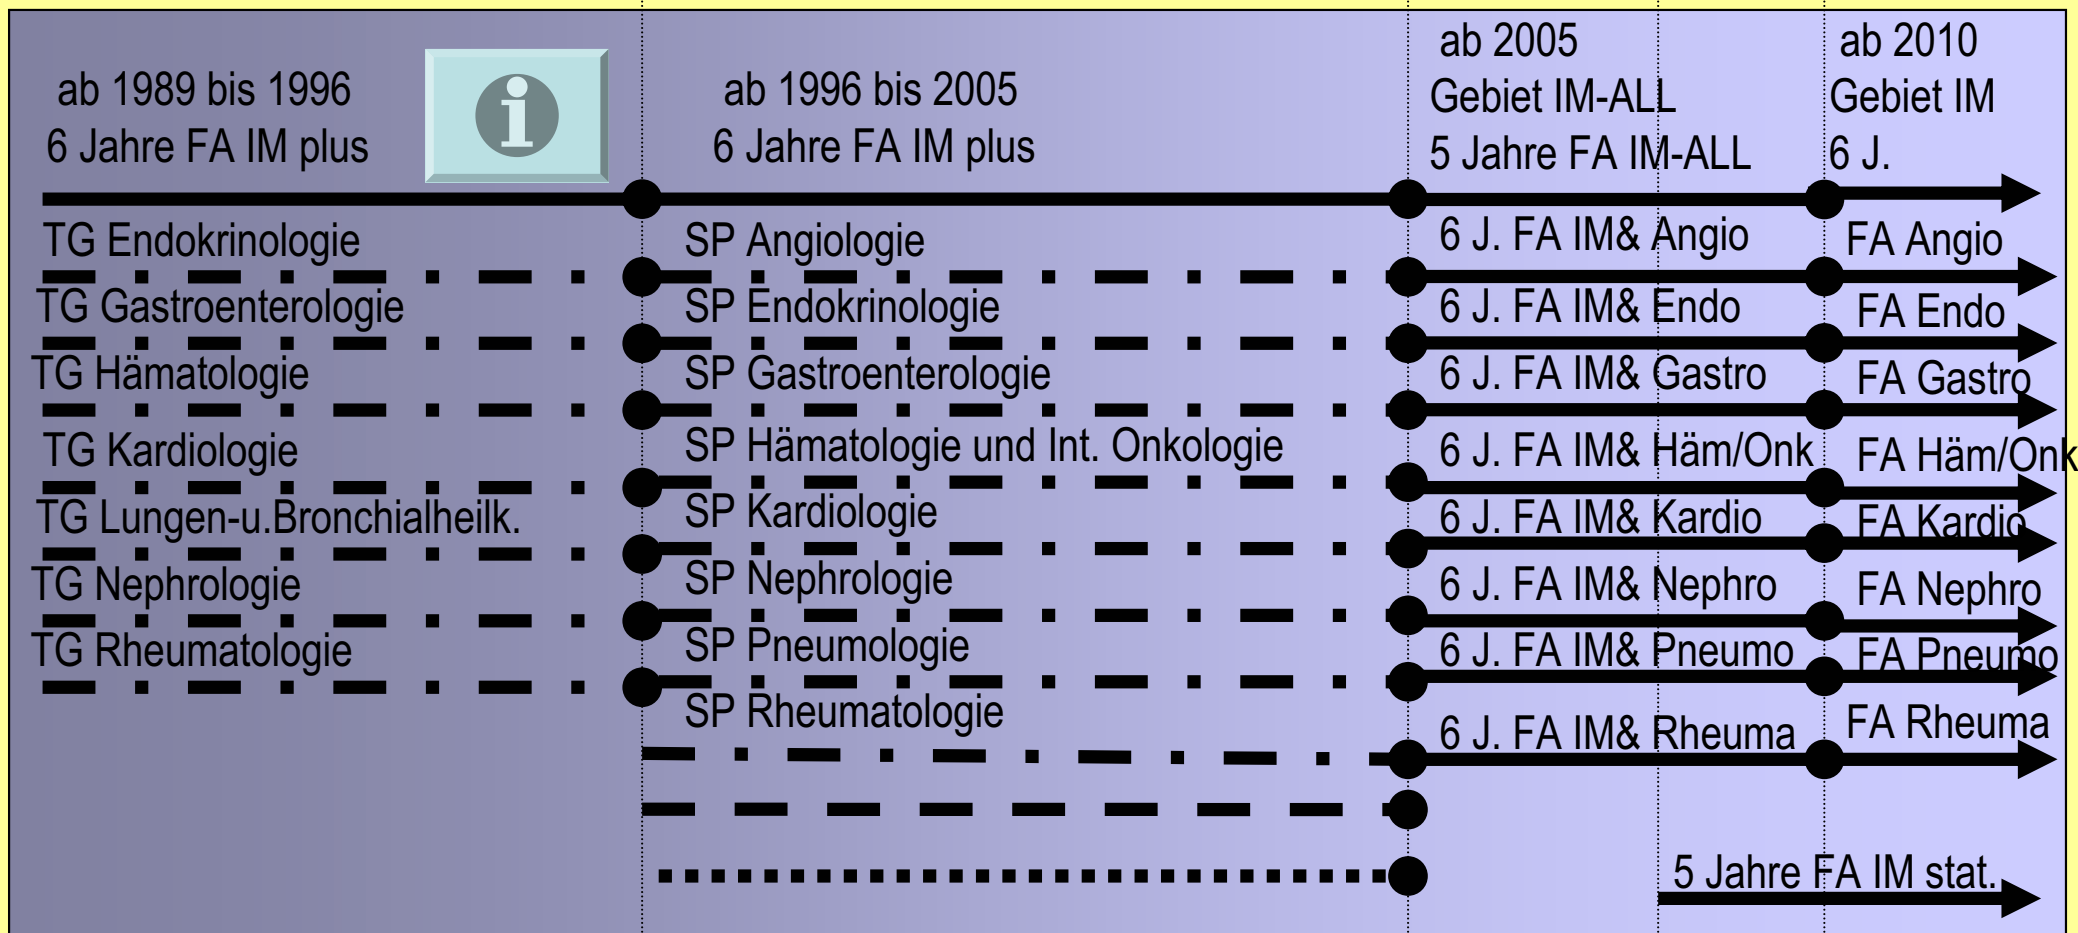 ab 1989 bis 1996
6 Jahre FA IM plus
TG Endokrinologie
TG Gastroenterologie
TG Hämatologie
TG Kardiologie
TG Lungen-u.Bronchialheilk.
TG Nephrologie
TG Rheumatologie
ab 1996 bis 2005
6 Jahre FA IM plus
SP Angiologie
SP Endokrinologie
SP Gastroenterologie
SP Hämatologie und Int. Onkologie
SP Kardiologie
SP Nephrologie
SP Pneumologie
SP Rheumatologie
ab 2005
Gebiet IM-ALL
5 Jahre FA IM-ALL
6 J. FA IM& Angio
6 J. FA IM& Endo
6 J. FA IM& Gastro
6 J. FA IM& Häm/Onk
6 J. FA IM& Kardio
6 J. FA IM& Nephro
6 J. FA IM& Pneumo
6 J. FA IM& Rheuma
ab 2010
Gebiet IM
6 J.
FA Angio
FA Endo
FA Gastro
FA Häm/Onk
FA Kardio
FA Nephro
FA Pneumo
FA Rheuma
5 Jahre FA IM stat.